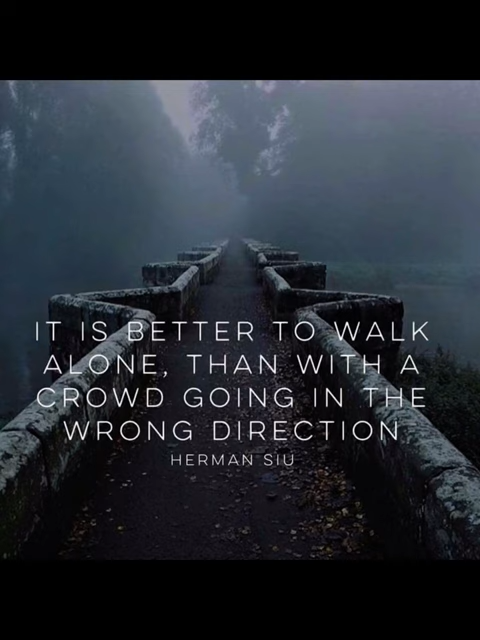 IT IS BETTER TO WALK
ALONE, THAN WITH A
CROWD GOING IN THE
WRONG DIRECTION
HERMAN SIU